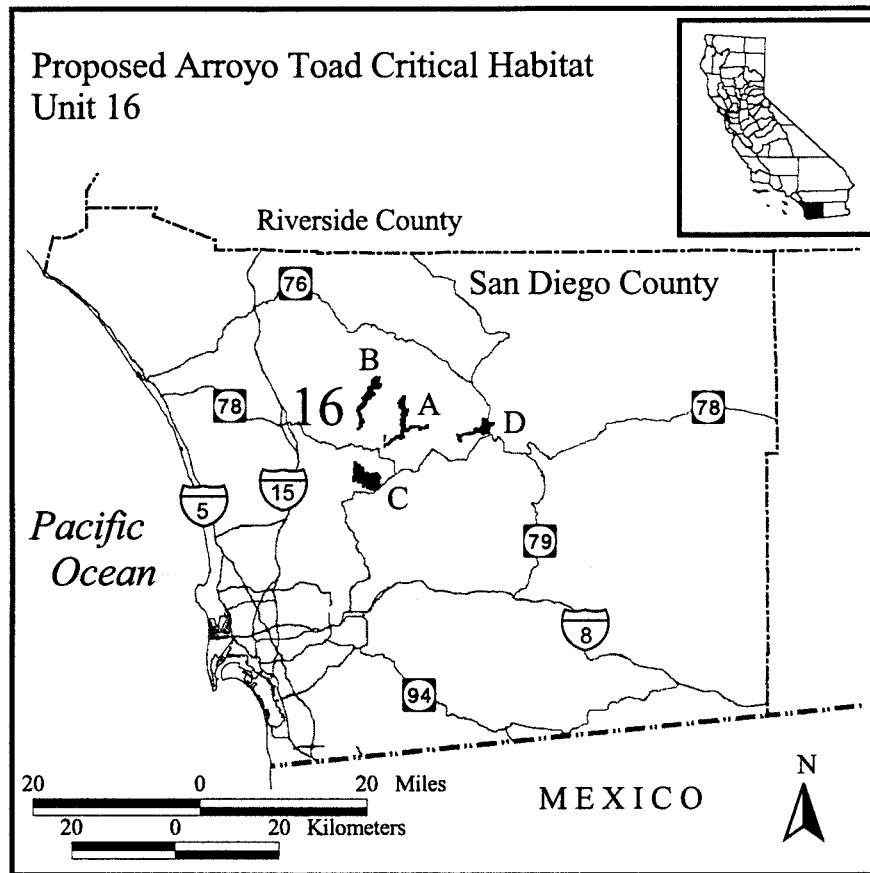 Proposed Arroyo Toad Critical Habitat
Unit 16
Riverside County
San Diego County
76
B
78
16
A
78
D
C
5
15
Pacific
Ocean
79
8
94
20 0 20 Miles
20 0 20 Kilometers
MEXICO
N